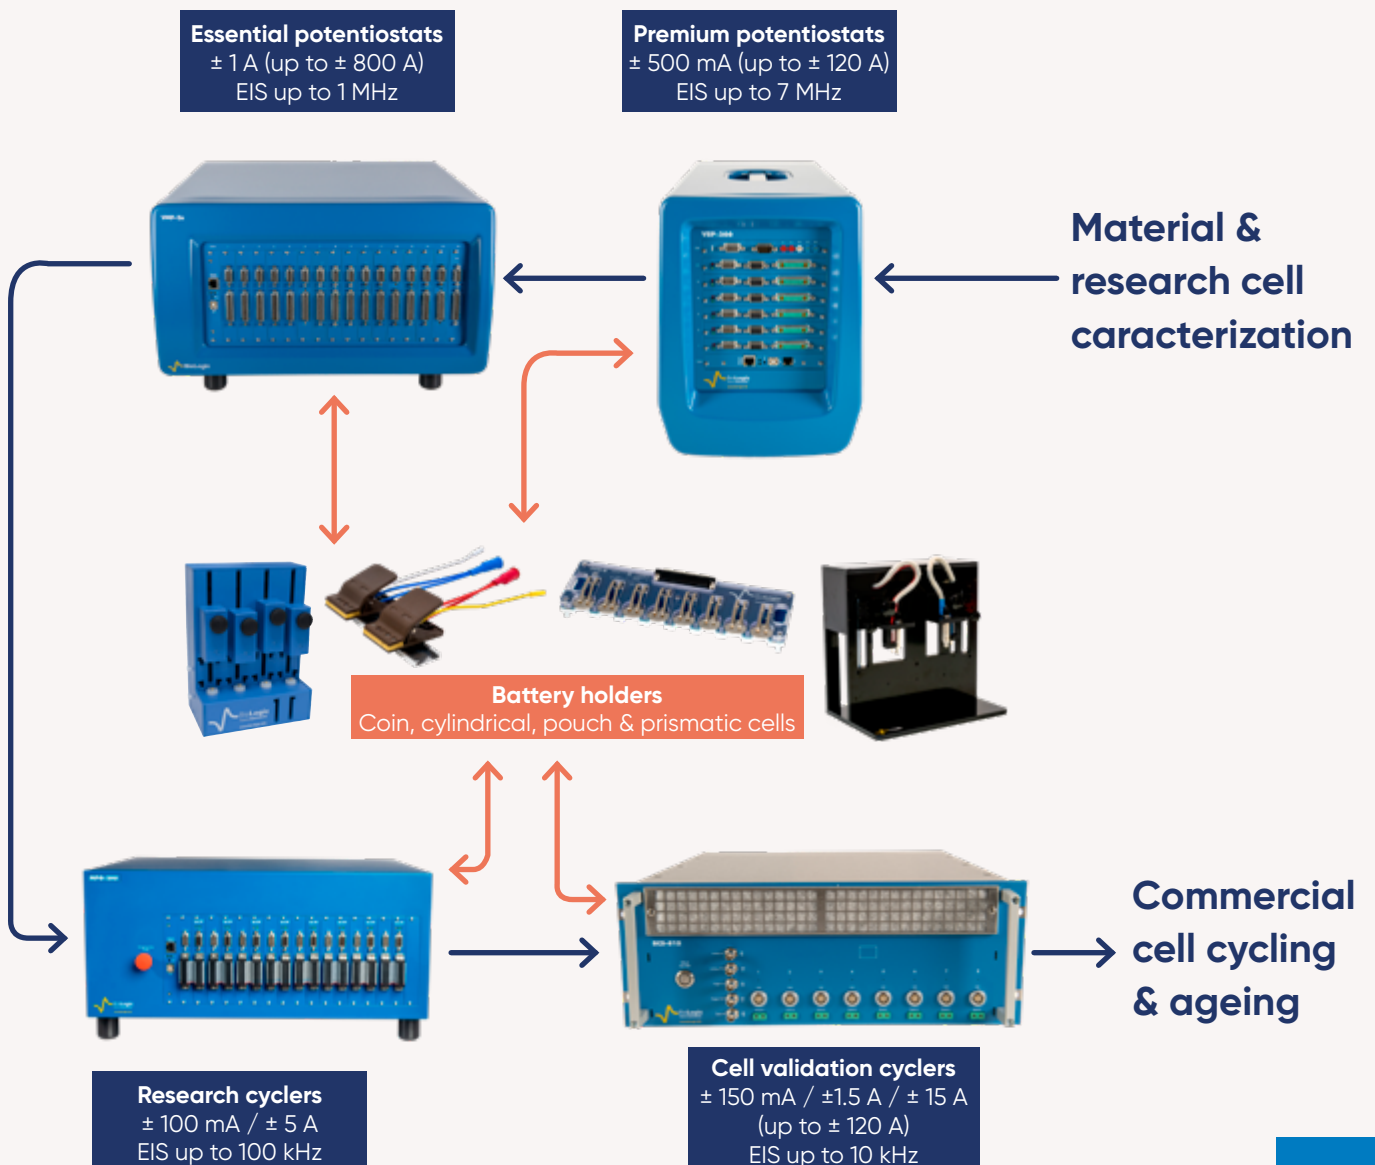 Essential potentiostats
± 1 A (up to ± 800 A)
EIS up to 1 MHz
Premium potentiostats
± 500 mA (up to ± 120 A)
EIS up to 7 MHz
Material &
research cell
caracterization
Battery holders
Coin, cylindrical, pouch & prismatic cells
Commercial
cell cycling
& ageing
Research cyclers
± 100 mA / ± 5 A
EIS up to 100 kHz
Cell validation cyclers
± 150 mA / ±1.5 A / ± 15 A
(up to ± 120 A)
EIS up to 10 kHz